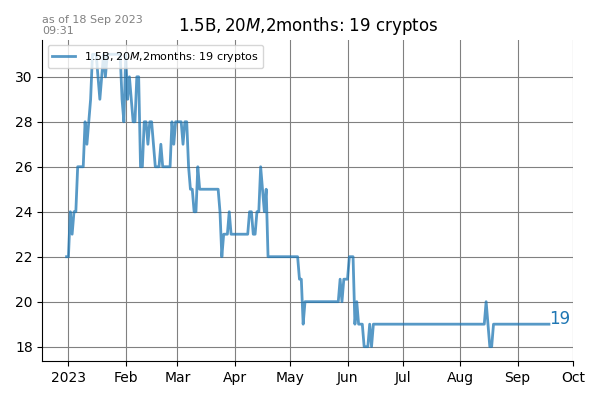 as of 18 Sep 2023
09:31
1.5B, 20M,2months: 19 cryptos
1.5B, 20M,2months: 19 cryptos
30
28
26
24
22
20
18
19
2023 Feb Mar Apr May Jun Jul Aug Sep Oct